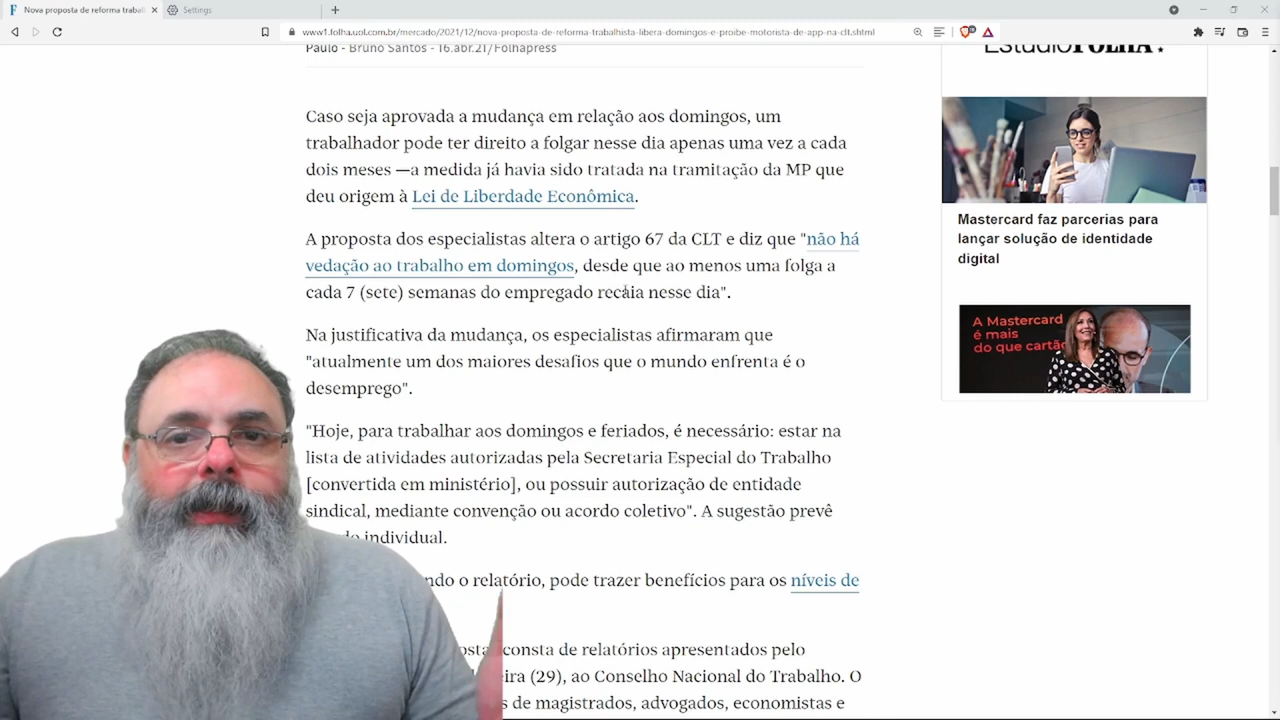 Nova proposta de reforma trabal
Settings
www1.folha.uol.com.br/mercado/2021/12/nova-proposta-de-reforma-trabalhista-libera-domingos-e-proibe-motorista-de-app-na-clt.shtml
Paulo - Bruno Santos - 16.abr.21/Folhapress
Caso seja aprovada a mudança em relação aos domingos, um
trabalhador pode ter direito a folgar nesse dia apenas uma vez a cada
dois meses —a medida já havia sido tratada na tramitação da MP que
deu origem à Lei de Liberdade Econômica.
A proposta dos especialistas altera o artigo 67 da CLT e diz que "não há
vedação ao trabalho em domingos, desde que ao menos uma folga a
cada 7 (sete) semanas do empregado recaia nesse dia".
Na justificativa da mudança, os especialistas afirmaram que
"atualmente um dos maiores desafios que o mundo enfrenta é o
desemprego".
"Hoje, para trabalhar aos domingos e feriados, é necessário: estar na
lista de atividades autorizadas pela Secretaria Especial do Trabalho
[convertida em ministério], ou possuir autorização de entidade
sindical, mediante convenção ou acordo coletivo". A sugestão prevê
individual.
o relatório, pode trazer benefícios para os níveis de
consta de relatórios apresentados pelo
(29), ao Conselho Nacional do Trabalho. O
de magistrados, advogados, economistas e
Estúdio FOLHA
Mastercard faz parcerias para
lançar solução de identidade
digital
A Mastercard
é mais
do que cartão